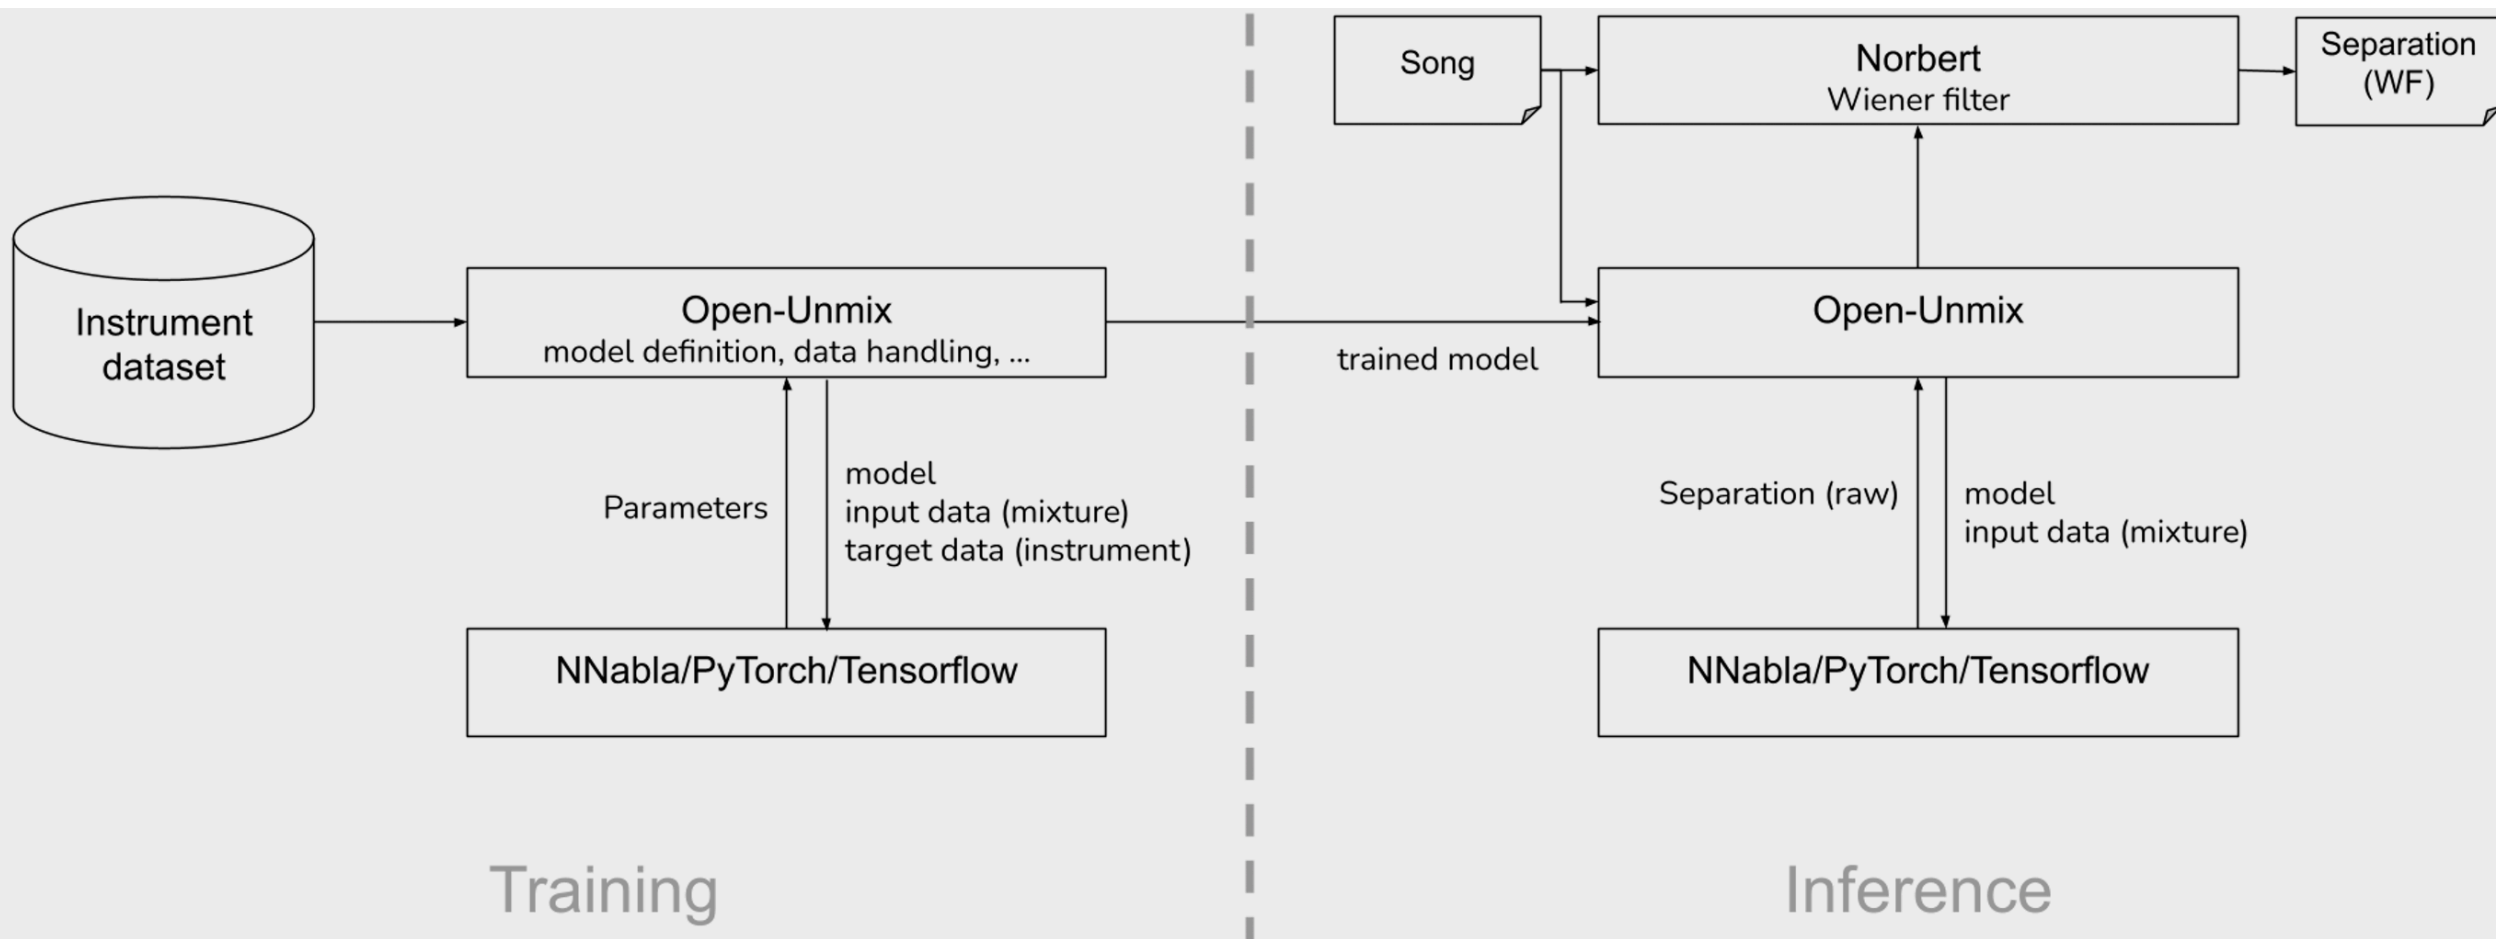 Instrument
dataset
Open-Unmix
model definition, data handling, ...
Parameters
model
input data (mixture)
target data (instrument)
NNabla/PyTorch/Tensorflow
Training
Song
Norbert
Wiener filter
Separation
(WF)
trained model
Open-Unmix
Separation (raw)
model
input data (mixture)
NNabla/PyTorch/Tensorflow
Inference